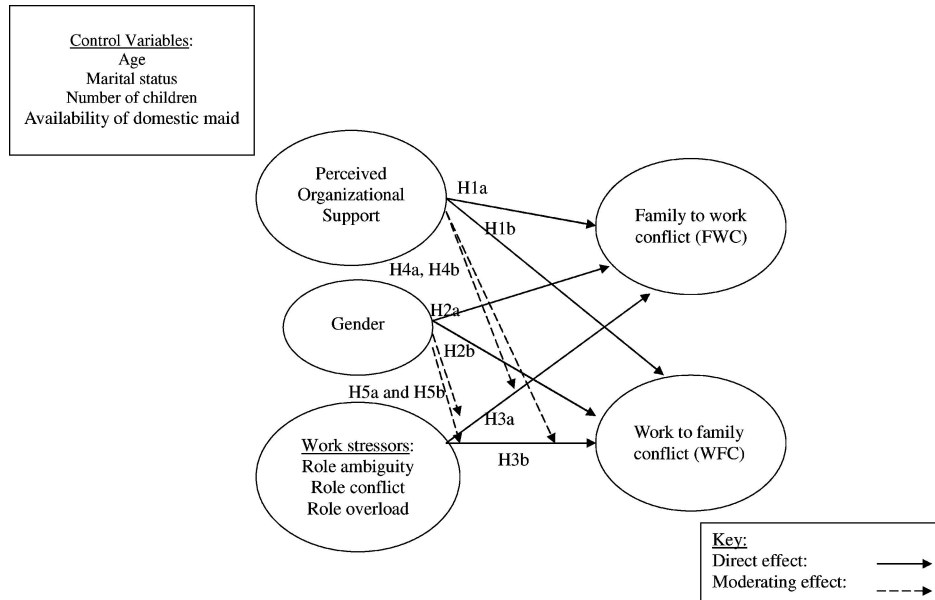 Control Variables:
Age
Marital status
Number of children
Availability of domestic maid
Perceived
Organizational
Support
H1a
H1b
Family to work
conflict (FWC)
H4a, H4b
Gender
H2a
H2b
H5a and H5b
H3a
Work stressors:
Role ambiguity
Role conflict
Role overload
H3b
Work to family
conflict (WFC)
Key:
Direct effect:
Moderating effect: